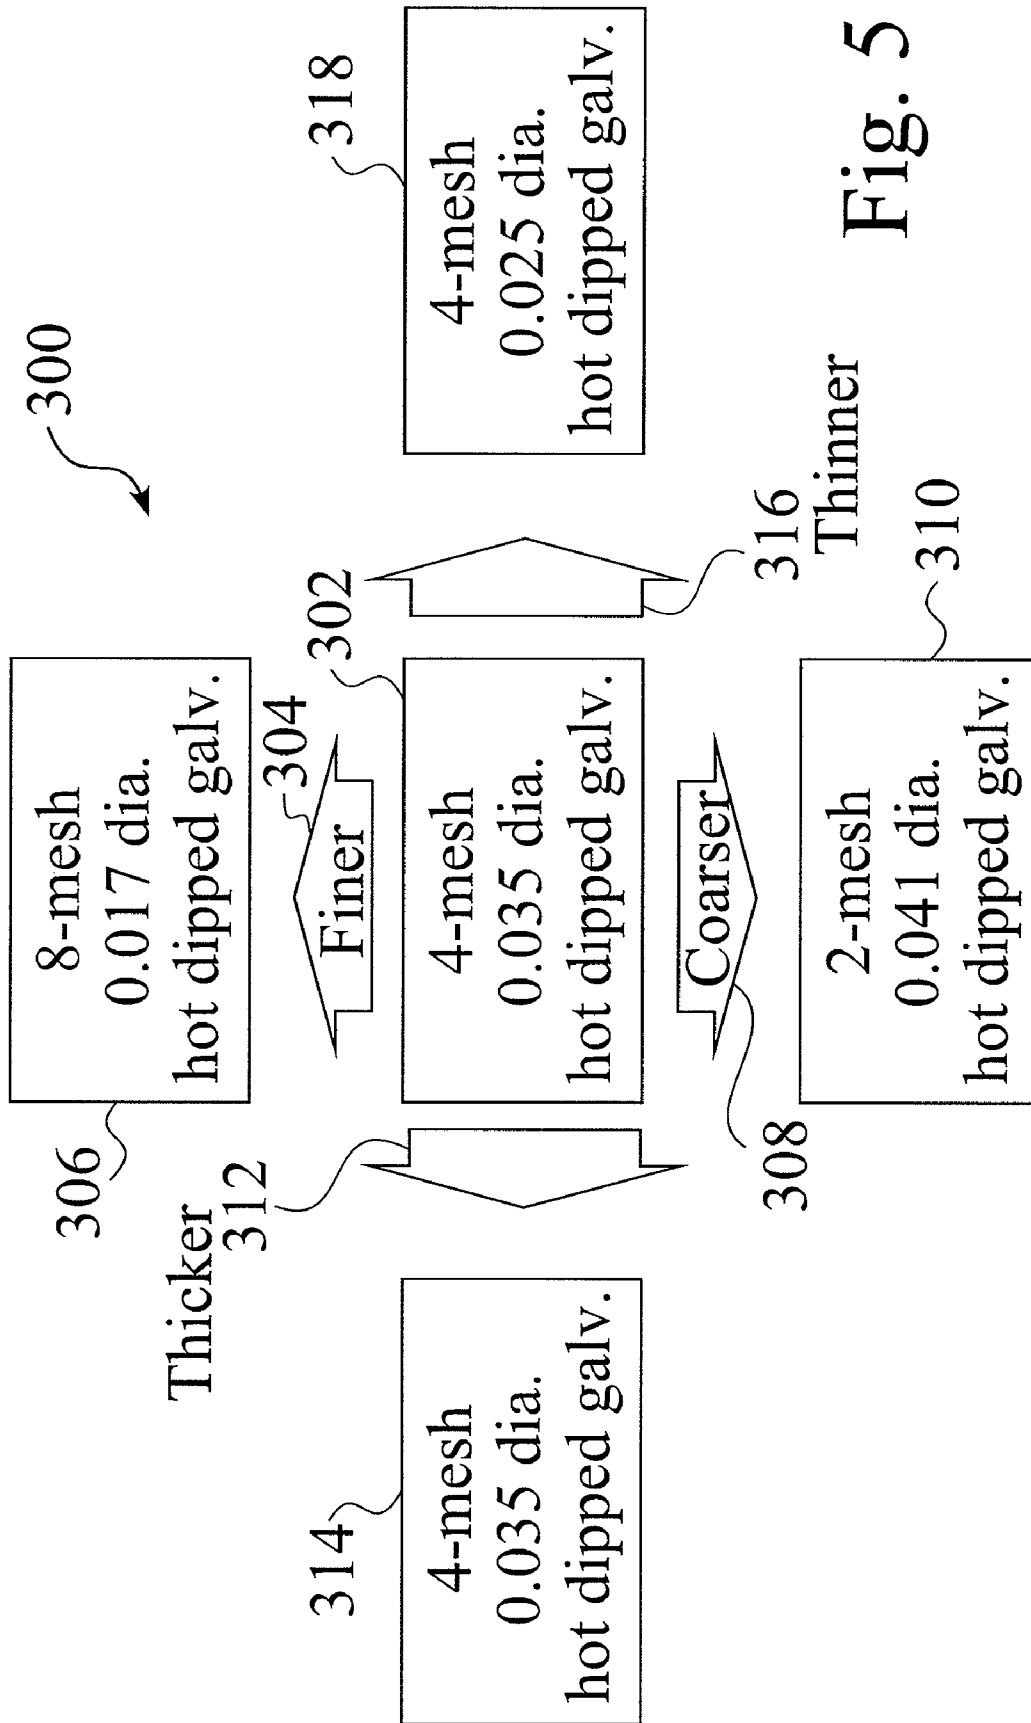 300
306
8-mesh
0.017 dia.
hot dipped galv.
Thicker
312
304
Finer
314
4-mesh
0.035 dia.
hot dipped galv.
302
4-mesh
0.035 dia.
hot dipped galv.
318
4-mesh
0.025 dia.
hot dipped galv.
Coarser
308
316
Thinner
310
2-mesh
0.041 dia.
hot dipped galv.
Fig. 5